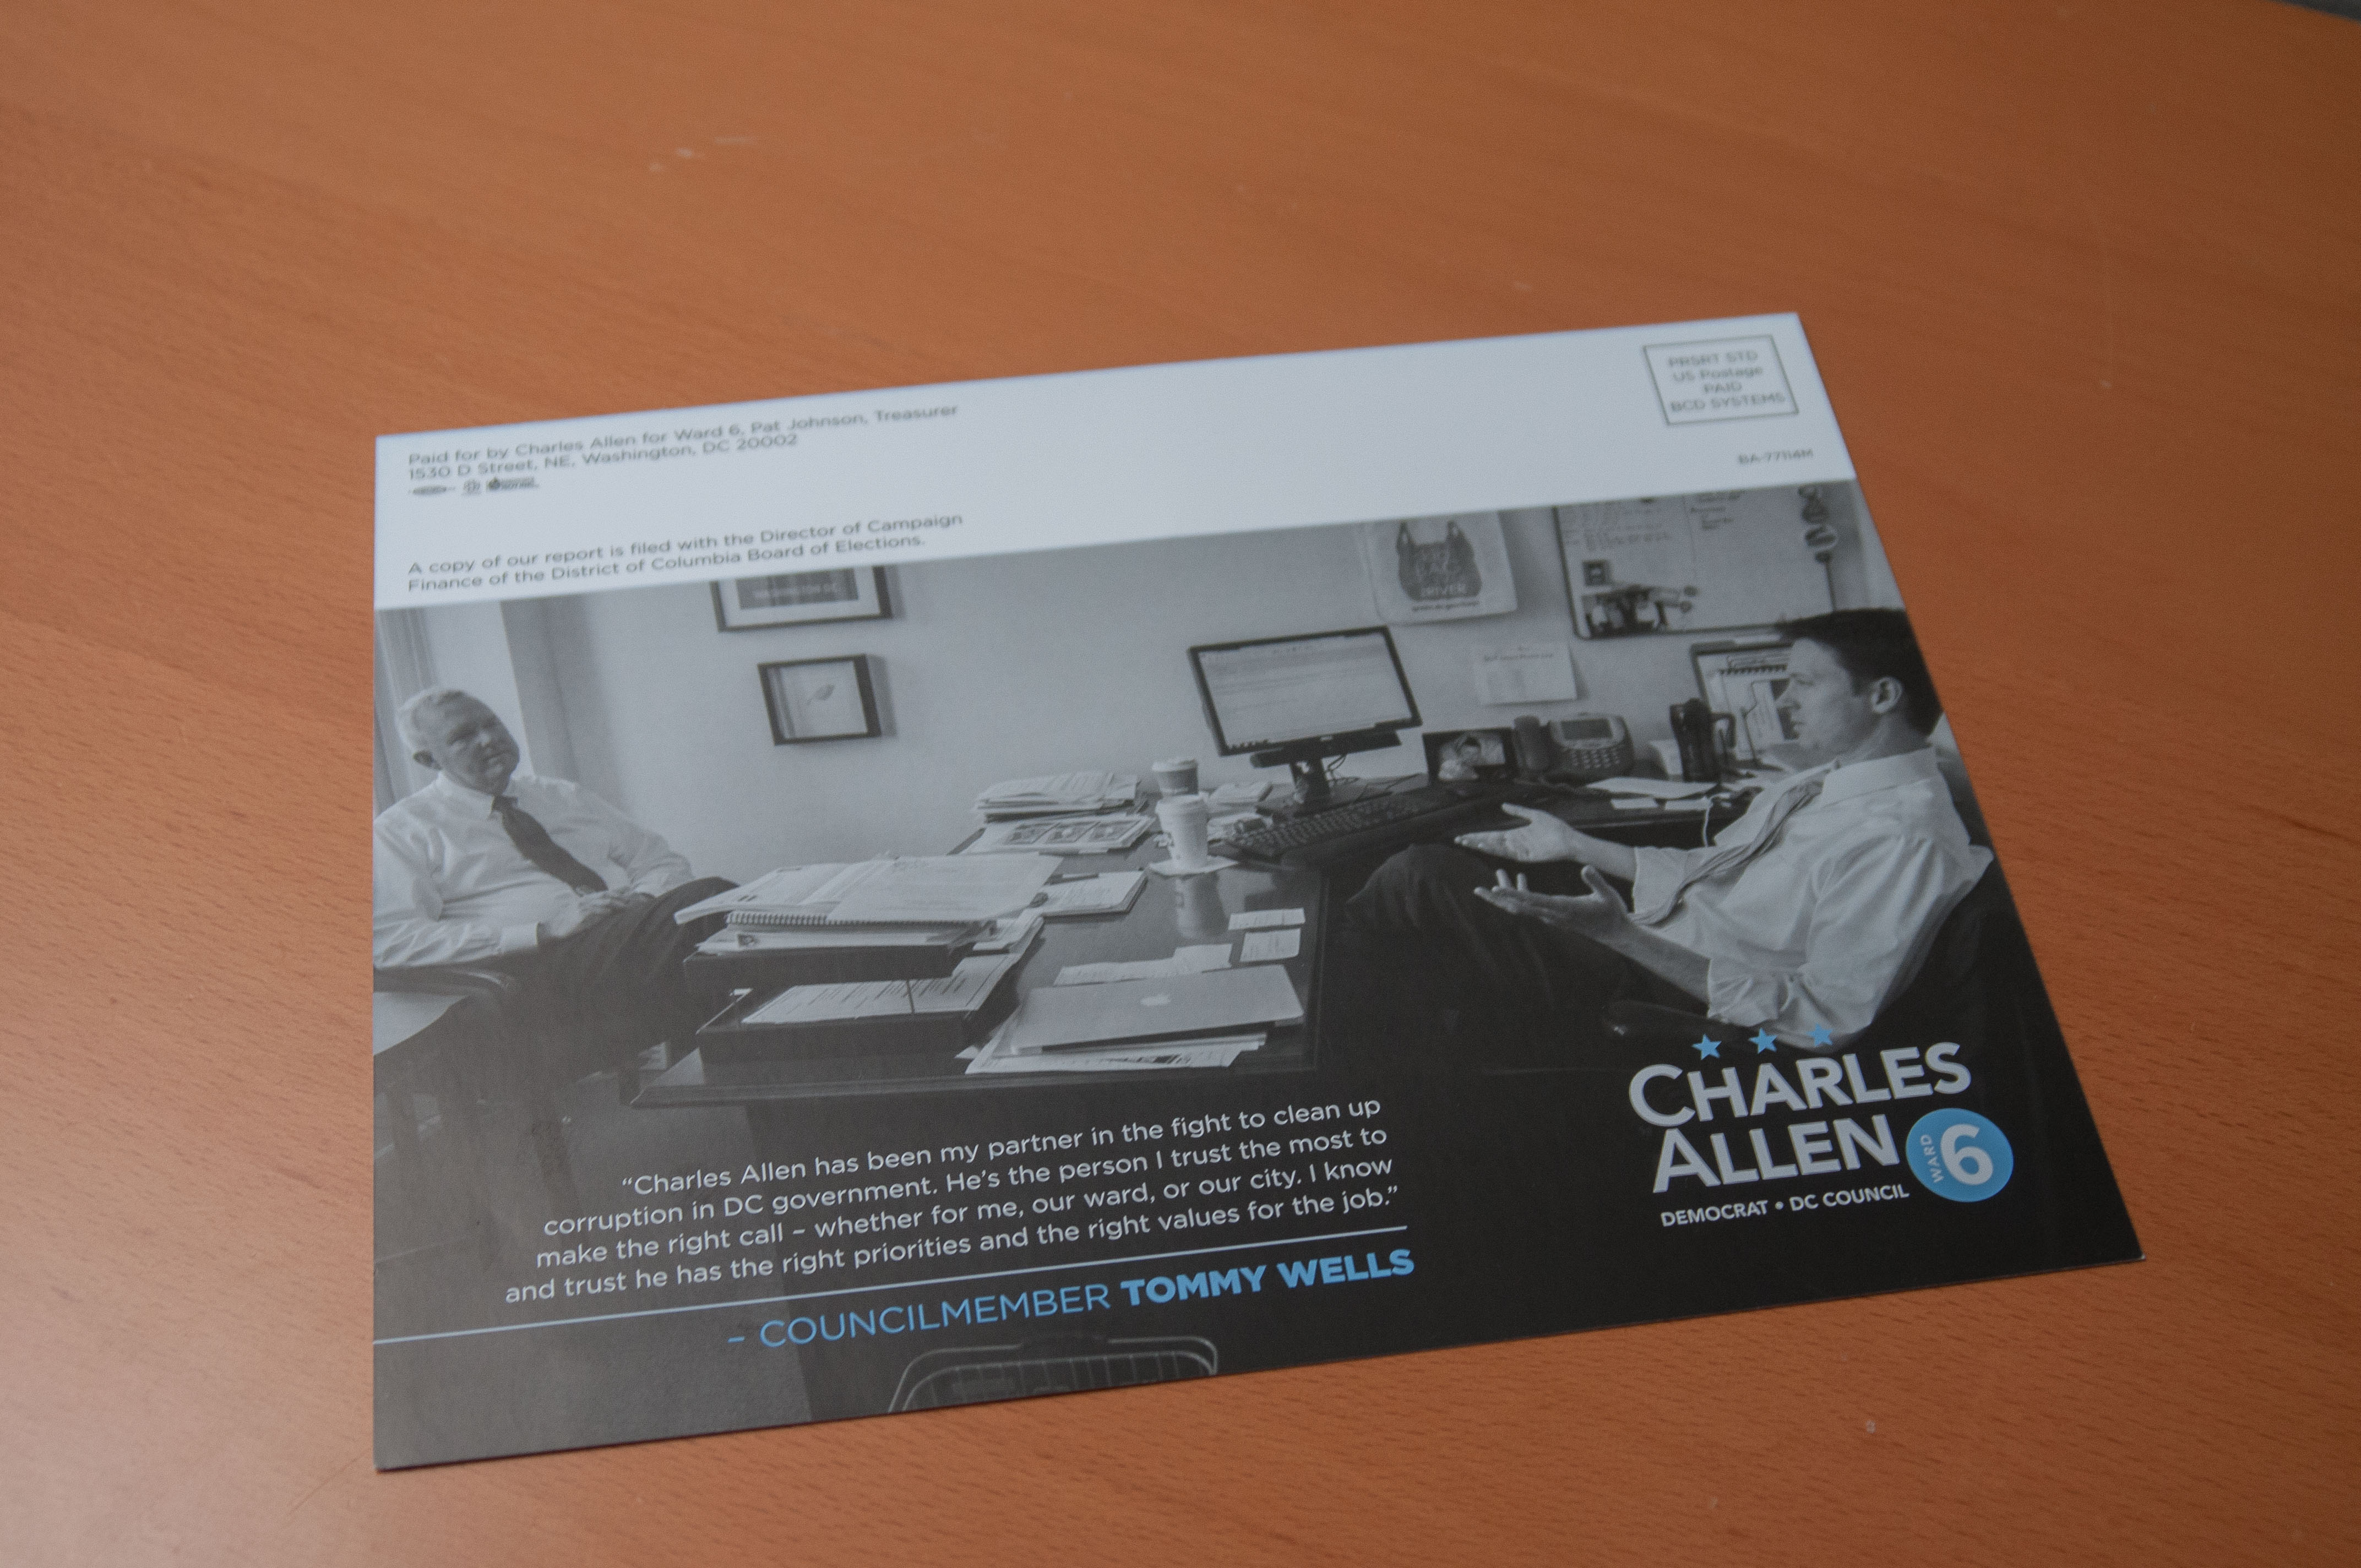 Paid for by Charles Allen for Ward 6, Pat Johnson, Treasurer
1530 D Street, NE, Washington, DC 20002
PRSRT STD
US Postage
PAID
BCD SYSTEMS
BA-77114M
A copy of our report is filed with the Director of Campaign
Finance of the District of Columbia Board of Elections.
WASHINGTON DC
DRIVER
“Charles Allen has been my partner in the fight to clean up
corruption in DC government. He’s the person I trust the most to
make the right call – whether for me, our ward, or our city. I know
and trust he has the right priorities and the right values for the job.”
– COUNCILMEMBER TOMMY WELLS
CHARLES
ALLEN
WARD 6
DEMOCRAT • DC COUNCIL